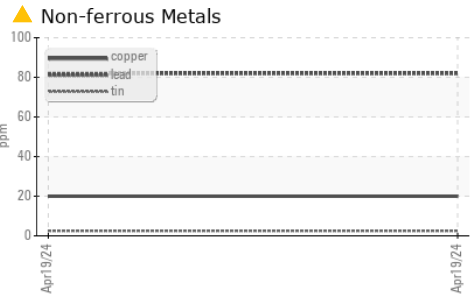 Non-ferrous Metals
100
80
60
40
20
0
ppm
copper
lead
tin
Apr19/24
Apr19/24